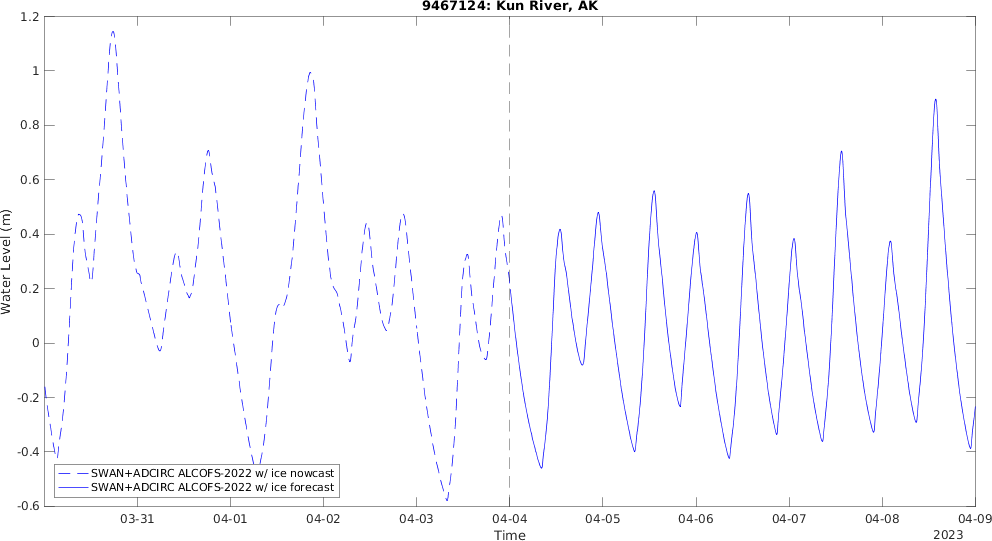 9467124: Kun River, AK
1.2
1
0.8
0.6
0.4
0.2
0
-0.2
-0.4
-0.6
Water Level (m)
SWAN+ADCIRC ALCOFS-2022 w/ ice nowcast
SWAN+ADCIRC ALCOFS-2022 w/ ice forecast
03-31 04-01 04-02 04-03 04-04 04-05 04-06 04-07 04-08 04-09
Time
2023